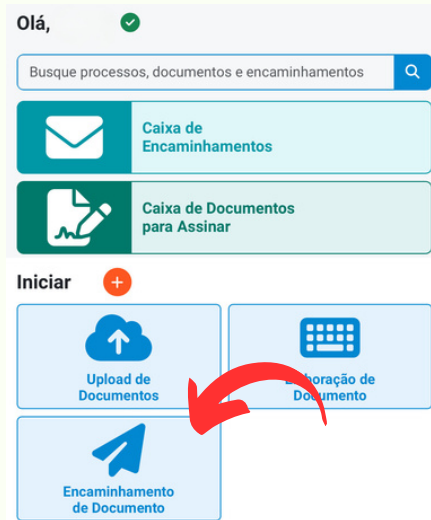 Olá,
Busque processos, documentos e encaminhamentos
Caixa de
Encaminhamentos
Caixa de Documentos
para Assinar
Iniciar
Upload de
Documentos
Elaboração de
Documento
Encaminhamento
de Documento